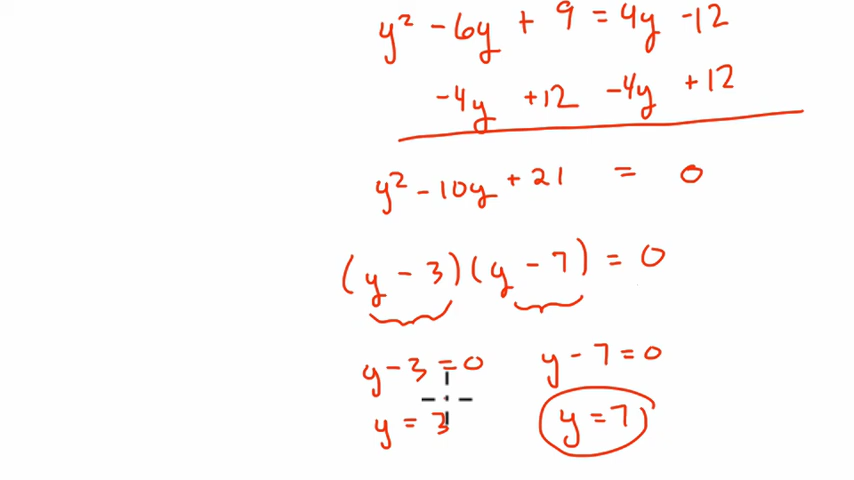 y² - 6y + 9 = 4y - 12
-4y +12 -4y +12
y² - 10y + 21 = 0
(y - 3)(y - 7) = 0
y - 3 = 0 y - 7 = 0
y = 3 y = 7